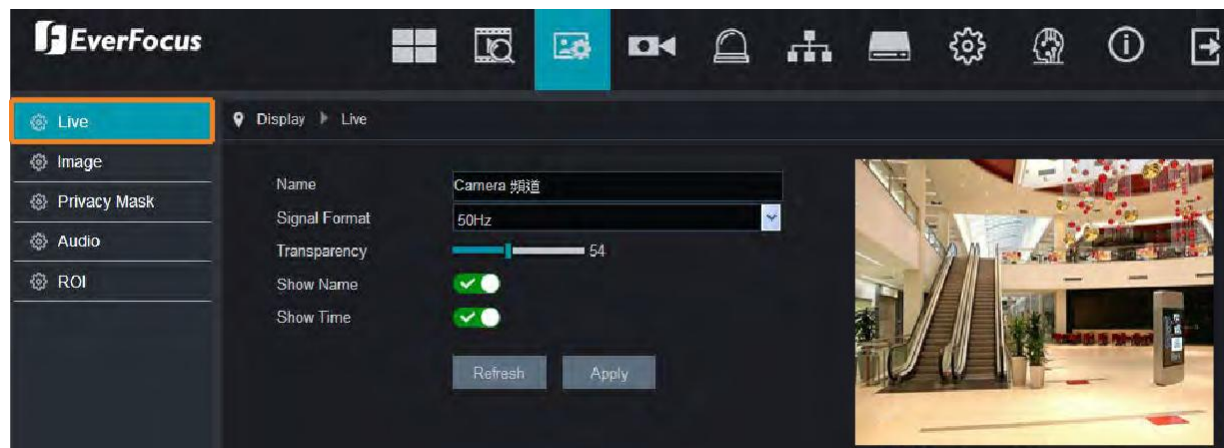 EverFocus
Live
Image
Privacy Mask
Audio
ROI
Display Live
Name Camera 頻道
Signal Format 50Hz
Transparency 54
Show Name
Show Time
Refresh Apply